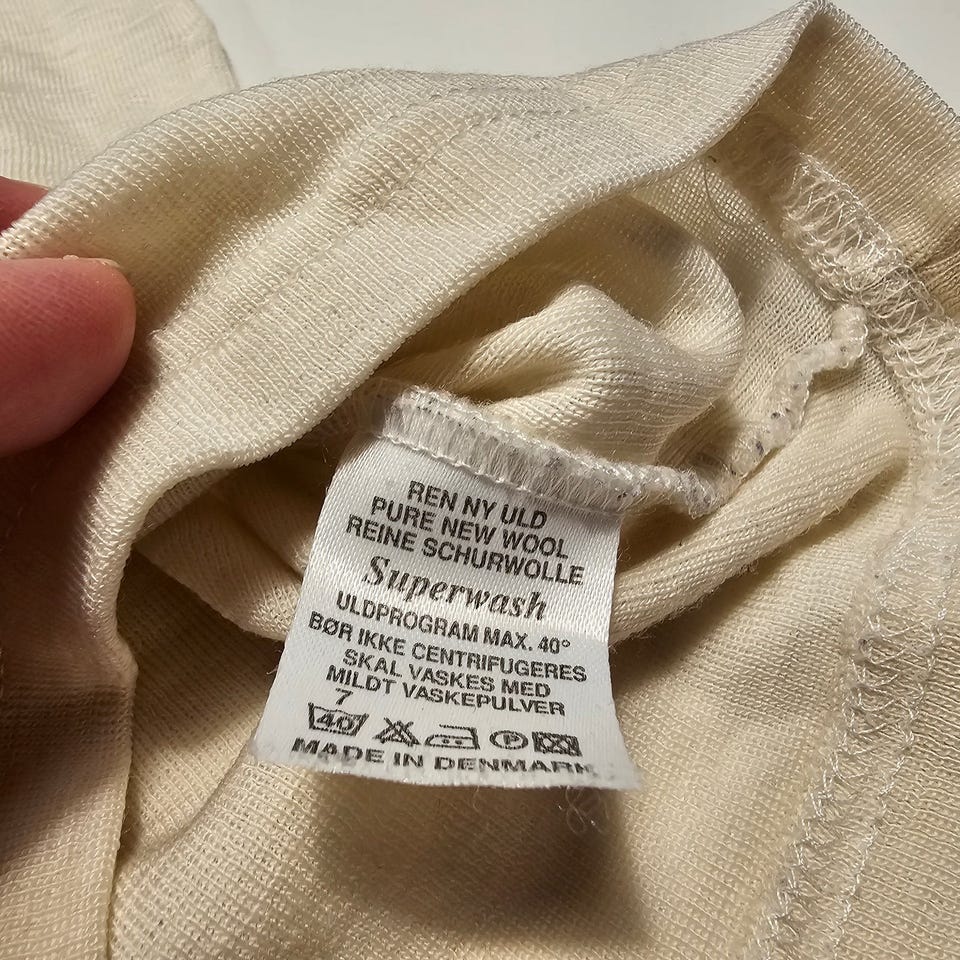 REN NY ULD
PURE NEW WOOL
REINE SCHURWOLLE
Superwash
ULDPROGRAM MAX. 40°
BØR IKKE CENTRIFUGERES
SKAL VASKES MED
MILDT VASKEPULVER
7
40 P
MADE IN DENMARK